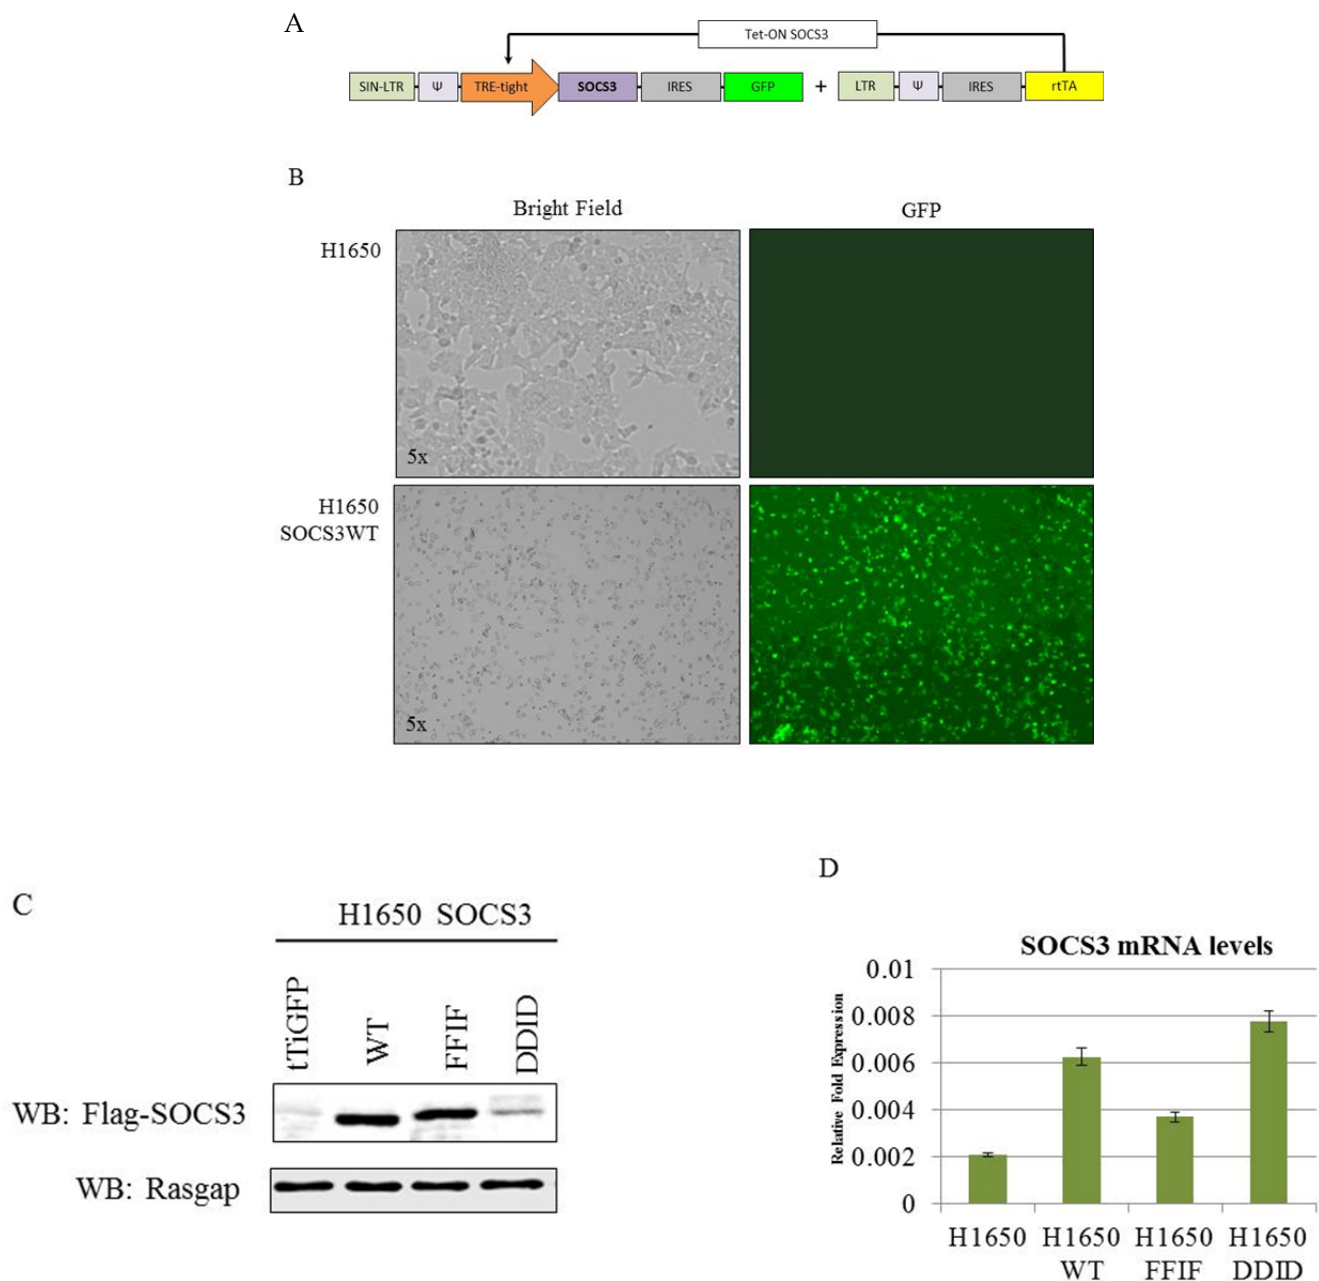 A
Tet-ON SOCS3
SIN-LTR Ψ TRE-tight SOCS3 IRES GFP + LTR Ψ IRES rtTA
B
Bright Field GFP
H1650
5x
H1650
SOCS3WT
5x
C
H1650 SOCS3
tTiGFP WT FFIF DDID
WB: Flag-SOCS3
WB: Rasgap
D
SOCS3 mRNA levels
Relative Fold Expression
0.01
0.008
0.006
0.004
0.002
0
H1650 H1650 H1650 H1650
WT FFIF DDID